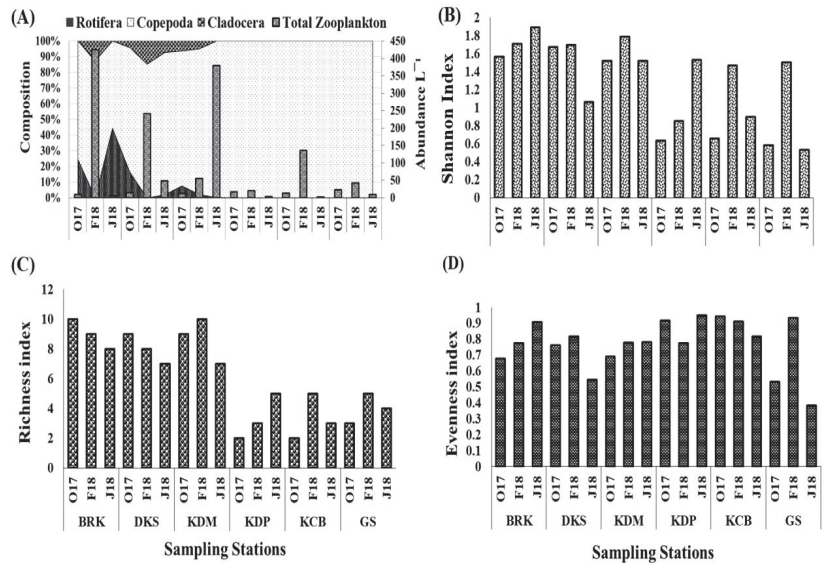 (A)
Rotifera Copepoda Cladocera Total Zooplankton
Composition
100%
90%
80%
70%
60%
50%
40%
30%
20%
10%
0%
450
400
350
300
250
200
150
100
50
0
Abundance L⁻¹
O17 F18 J18 O17 F18 J18 O17 F18 J18 O17 F18 J18 O17 F18 J18 O17 F18 J18
(B)
Shannon Index
2
1.8
1.6
1.4
1.2
1
0.8
0.6
0.4
0.2
0
O17 F18 J18 O17 F18 J18 O17 F18 J18 O17 F18 J18 O17 F18 J18 O17 F18 J18
(C)
Richness index
12
10
8
6
4
2
0
O17 F18 J18 O17 F18 J18 O17 F18 J18 O17 F18 J18 O17 F18 J18 O17 F18 J18
BRK DKS KDM KDP KCB GS
Sampling Stations
(D)
Evenness index
1
0.9
0.8
0.7
0.6
0.5
0.4
0.3
0.2
0.1
0
O17 F18 J18 O17 F18 J18 O17 F18 J18 O17 F18 J18 O17 F18 J18 O17 F18 J18
BRK DKS KDM KDP KCB GS
Sampling Stations